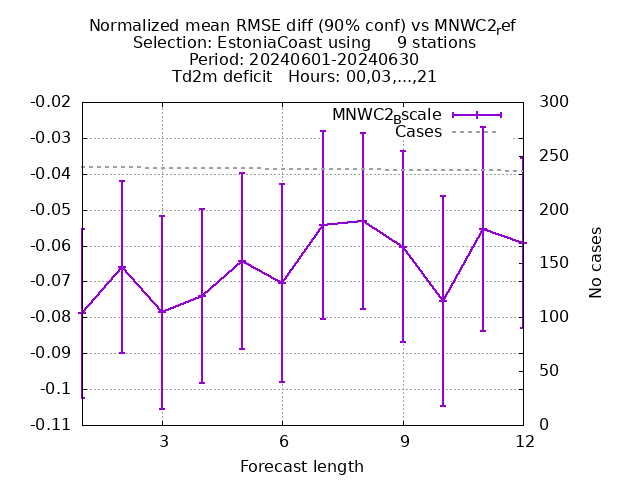 Normalized mean RMSE diff (90% conf) vs MNWC2ref
Selection: EstoniaCoast using 9 stations
Period: 20240601-20240630
Td2m deficit Hours: 00,03,...,21
MNWC2Bscale
Cases
-0.02
-0.03
-0.04
-0.05
-0.06
-0.07
-0.08
-0.09
-0.1
-0.11
300
250
200
150
100
50
0
No cases
3 6 9 12
Forecast length